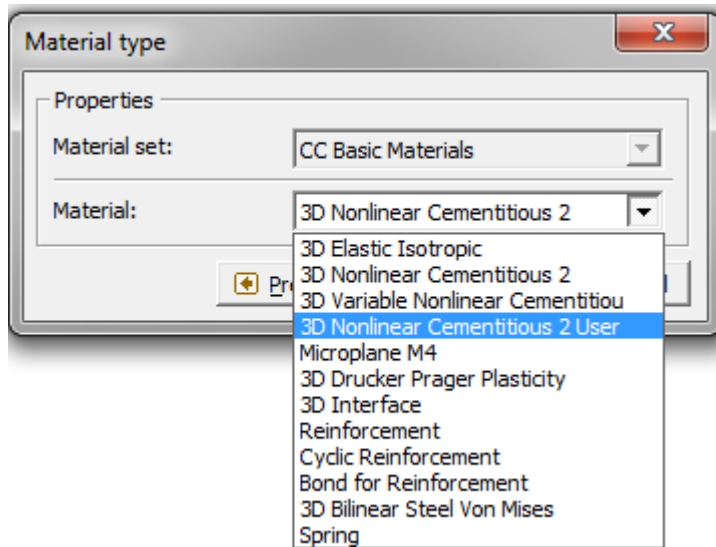 Material type
Properties
Material set:
CC Basic Materials
Material:
3D Nonlinear Cementitious 2
3D Elastic Isotropic
3D Nonlinear Cementitious 2
Pr
3D Variable Nonlinear Cementitiou
3D Nonlinear Cementitious 2 User
Microplane M4
3D Drucker Prager Plasticity
3D Interface
Reinforcement
Cyclic Reinforcement
Bond for Reinforcement
3D Bilinear Steel Von Mises
Spring